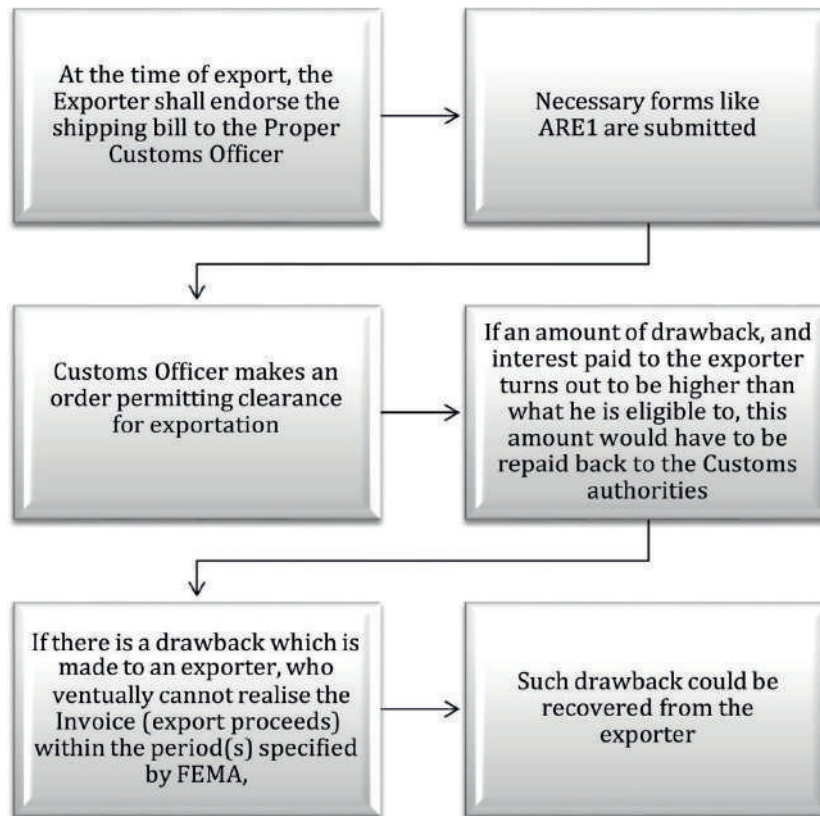 At the time of export, the
Exporter shall endorse the
shipping bill to the Proper
Customs Officer
Necessary forms like
ARE1 are submitted
Customs Officer makes an
order permitting clearance
for exportation
If an amount of drawback, and
interest paid to the exporter
turns out to be higher than
what he is eligible to, this
amount would have to be
repaid back to the Customs
authorities
If there is a drawback which is
made to an exporter, who
ventually cannot realise the
Invoice (export proceeds)
within the period(s) specified
by FEMA,
Such drawback could be
recovered from the
exporter